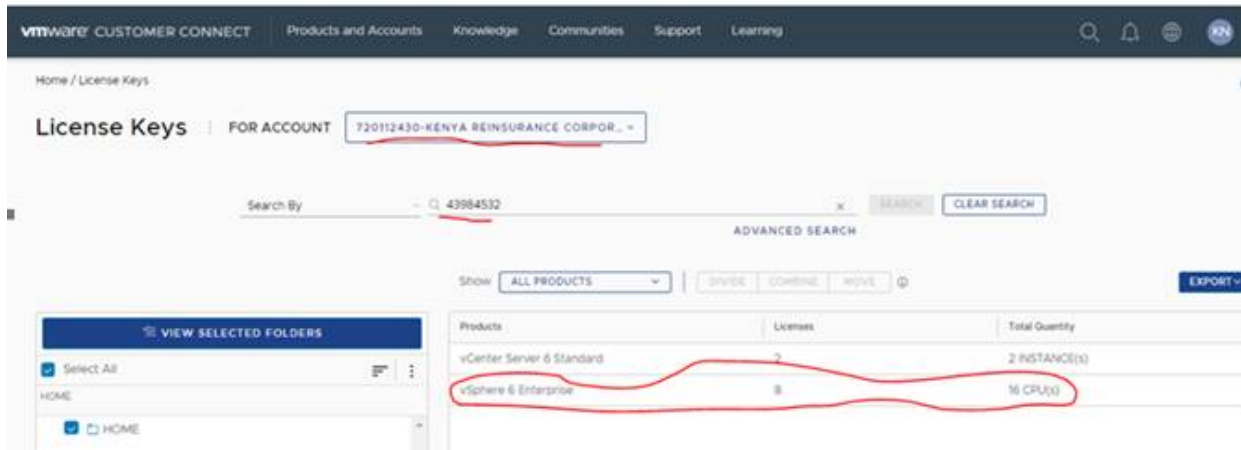 vmware CUSTOMER CONNECT Products and Accounts Knowledge Communities Support Learning KN
Home / License Keys
License Keys FOR ACCOUNT 720112430-KENYA REINSURANCE CORPOR...
Search By 43984532 SEARCH CLEAR SEARCH
ADVANCED SEARCH
Show ALL PRODUCTS DIVIDE COMBINE MOVE EXPORT
VIEW SELECTED FOLDERS
Products Licenses Total Quantity
vCenter Server 6 Standard 2 2 INSTANCE(s)
Select All
vSphere 6 Enterprise 8 16 CPU(s)
HOME
HOME